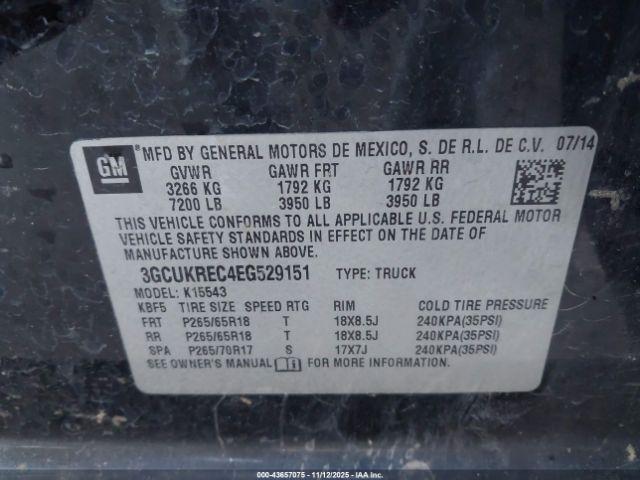 GM
®MFD BY GENERAL MOTORS DE MEXICO, S. DE R.L. DE C.V. 07/14
GVWR GAWR FRT GAWR RR
3266 KG 1792 KG 1792 KG
7200 LB 3950 LB 3950 LB
THIS VEHICLE CONFORMS TO ALL APPLICABLE U.S. FEDERAL MOTOR
VEHICLE SAFETY STANDARDS IN EFFECT ON THE DATE OF
MANUFACTURE SHOWN ABOVE.
3GCUKREC4EG529151 TYPE: TRUCK
MODEL: K15543
KBF5 TIRE SIZE SPEED RTG RIM COLD TIRE PRESSURE
FRT P265/65R18 T 18X8.5J 240KPA(35PSI)
RR P265/65R18 T 18X8.5J 240KPA(35PSI)
SPA P265/70R17 S 17X7J 240KPA(35PSI)
SEE OWNER'S MANUAL FOR MORE INFORMATION
000-43657075 - 11/12/2025 - IAAI.COM